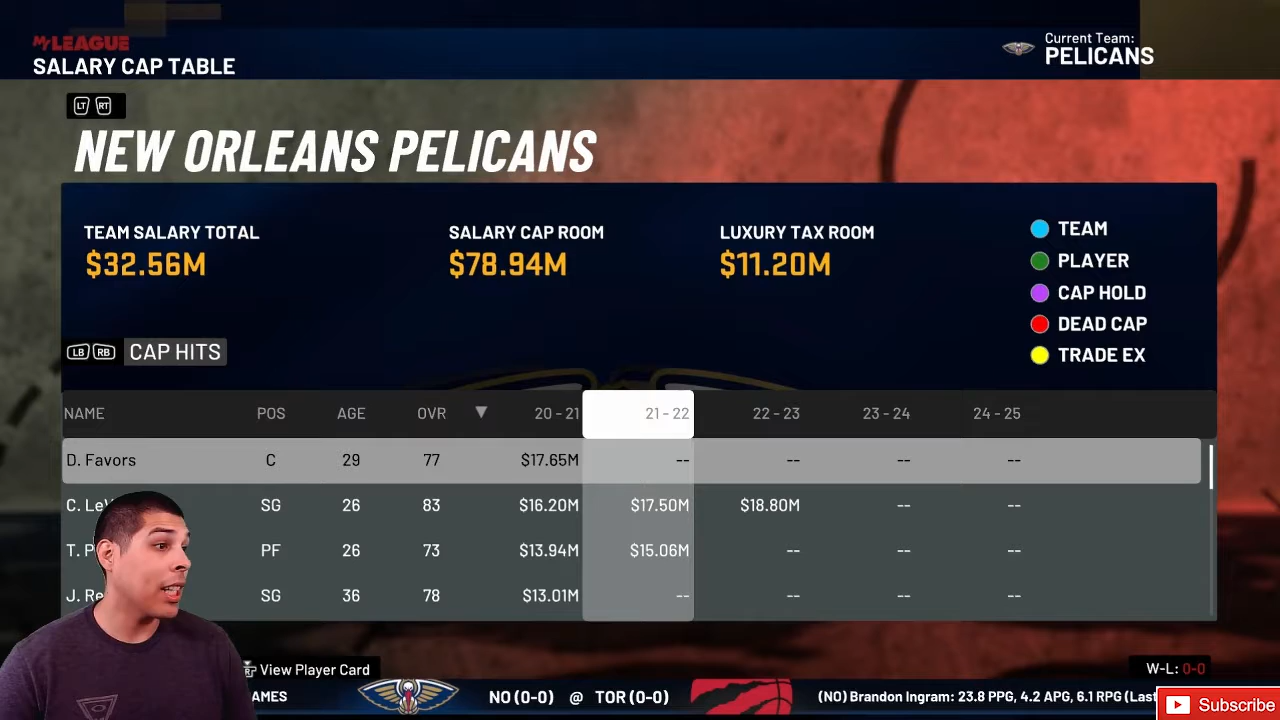 MyLEAGUE
SALARY CAP TABLE
Current Team:
PELICANS
LT RT
NEW ORLEANS PELICANS
TEAM SALARY TOTAL SALARY CAP ROOM LUXURY TAX ROOM
$32.56M $78.94M $11.20M
TEAM
PLAYER
CAP HOLD
DEAD CAP
TRADE EX
LB RB CAP HITS
NAME POS AGE OVR 20 - 21 21 - 22 22 - 23 23 - 24 24 - 25
D. Favors C 29 77 $17.65M -- -- -- --
C. SG 26 83 $16.20M $17.50M $18.80M -- --
T. PF 26 73 $13.94M $15.06M -- -- --
J. SG 36 78 $13.01M -- -- -- --
R View Player Card
W-L: 0-0
NO (0-0) @ TOR (0-0) (NO) Brandon Ingram: 23.8 PPG, 4.2 APG, 6.1 RPG (Last
Subscribe